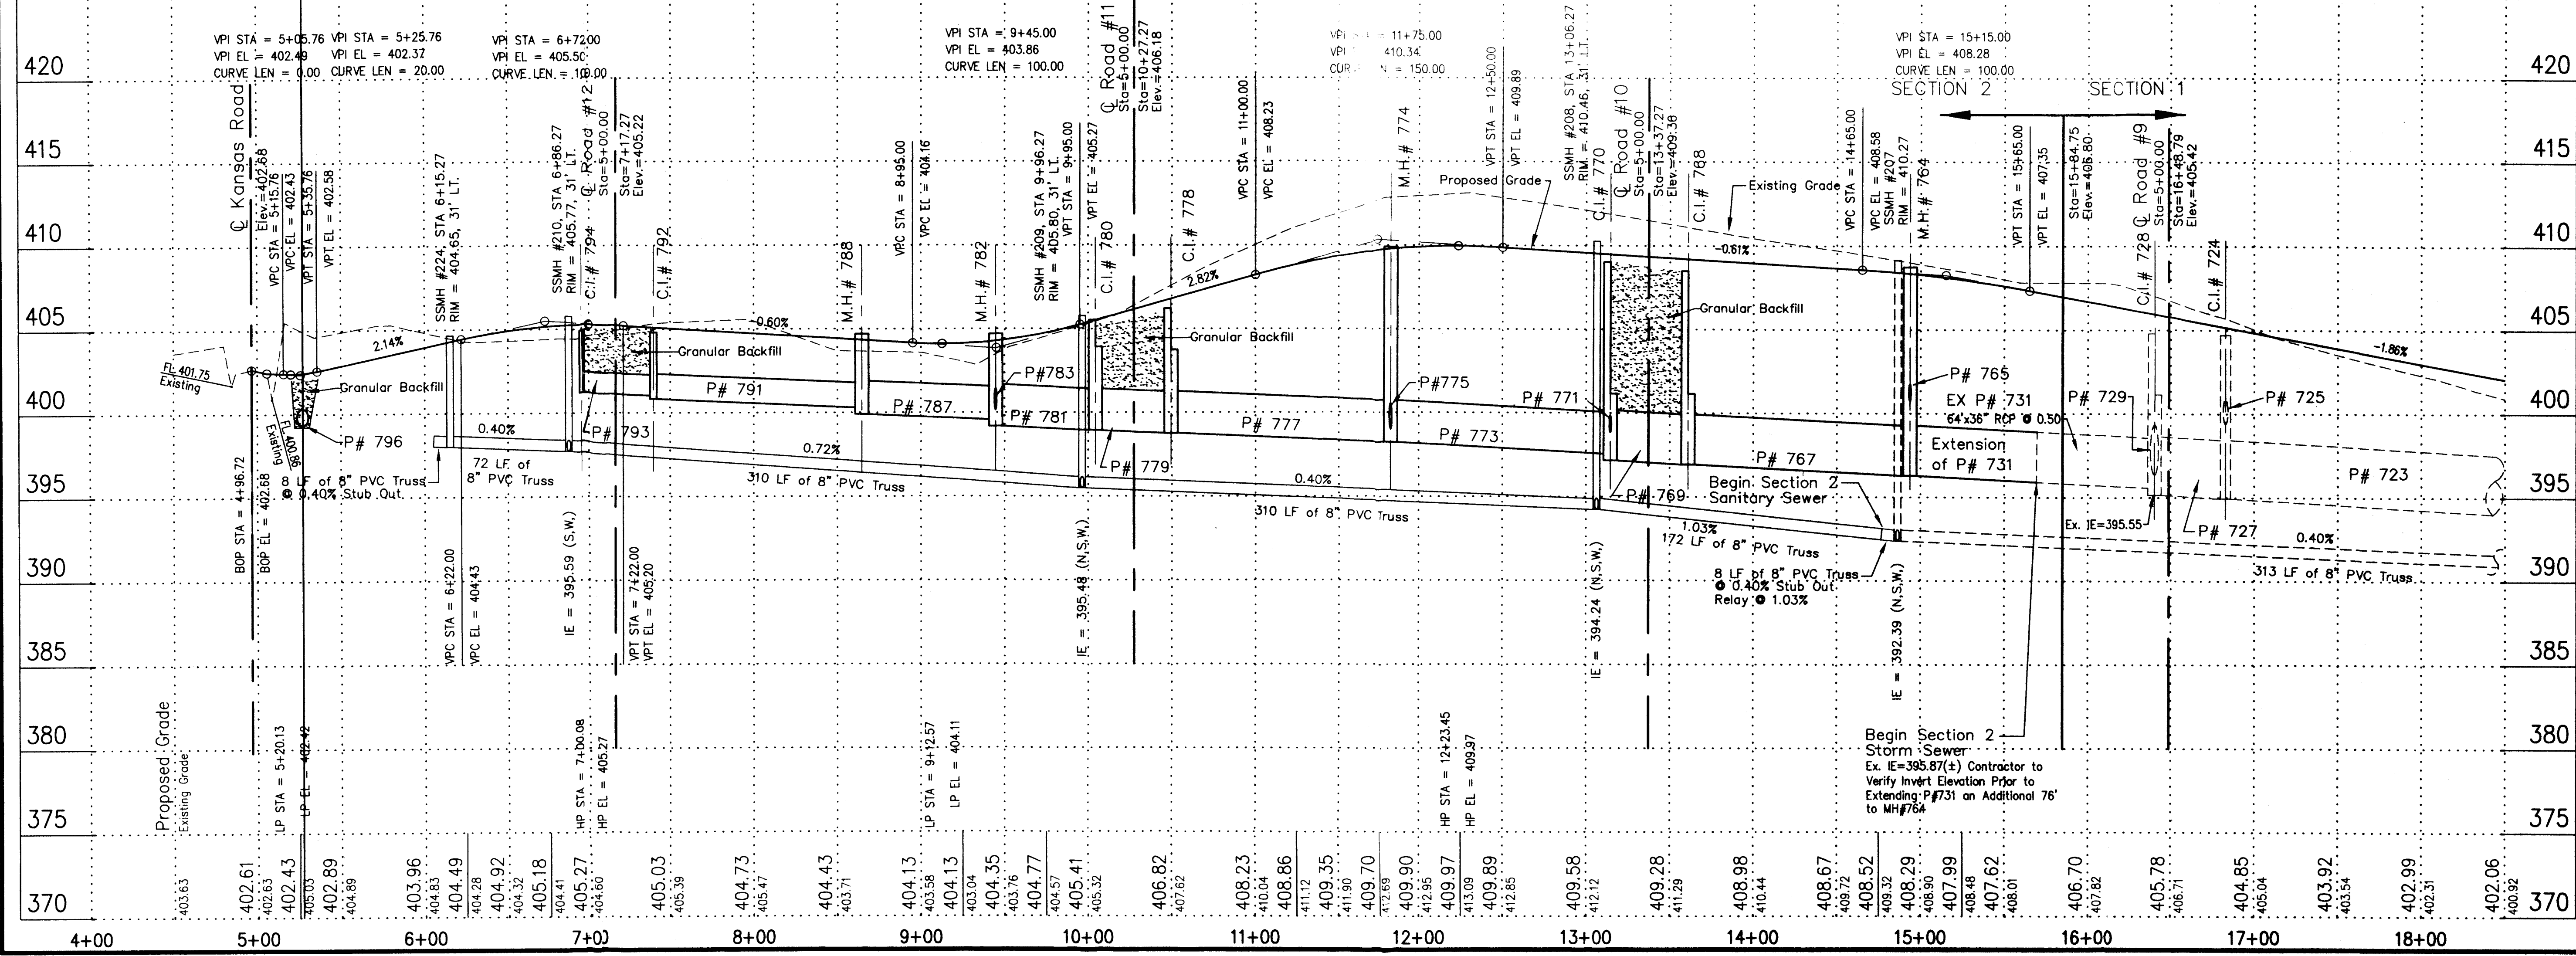 VPI STA = 5+05.76
VPI EL = 402.49
CURVE LEN = 0.00
VPI STA = 5+25.76
VPI EL = 402.37
CURVE LEN = 20.00
VPI STA = 6+72.00
VPI EL = 405.50
CURVE LEN = 100.00
VPI STA = 9+45.00
VPI EL = 403.86
CURVE LEN = 100.00
= 11+75.00
410.34
= 150.00
VPI STA = 15+15.00
VPI EL = 408.28
CURVE LEN = 100.00
SECTION 2
SECTION 1
420
420
415
415
410
410
405
405
400
400
395
395
390
390
385
385
380
380
375
375
370
370
℄ Kansas Road
Elev.=402.68
VPC STA = 5+15.76
VPC EL = 402.43
VPT STA = 5+35.76
VPT EL = 402.58
SSMH #224, STA 6+15.27
RIM = 404.65, 31' LT.
SSMH #210, STA 6+86.27
RIM = 405.77, 31' LT.
C.I.# 794
℄ Road #12
Sta=5+00.00
Sta=7+17.27
Elev.=405.22
C.I.# 792
M.H.# 788
VPC STA = 8+95.00
VPC EL = 404.16
M.H.# 782
SSMH #209, STA 9+96.27
RIM = 405.80, 31' LT.
VPT STA = 9+95.00
VPT EL = 405.27
C.I.# 780
℄ Road #11
Sta=5+00.00
Sta=10+27.27
Elev.=406.18
C.I.# 778
VPC STA = 11+00.00
VPC EL = 408.23
M.H.# 774
VPT STA = 12+50.00
VPT EL = 409.89
SSMH #208, STA 13+06.27
RIM. = 410.46, 31' LT.
C.I.# 770
℄ Road #10
Sta=5+00.00
Sta=13+37.27
Elev.=409.38
C.I.# 768
VPC STA = 14+65.00
VPC EL = 408.58
SSMH #207
RIM = 410.27
M.H.# 764
VPT STA = 15+65.00
VPT EL = 407.35
Sta=15+84.75
Elev.=406.80
C.I.# 728
℄ Road #9
Sta=5+00.00
Sta=16+48.79
Elev.=405.42
C.I.# 724
Proposed Grade
Existing Grade
2.14%
-0.60%
2.82%
-0.61%
-1.86%
FL 401.75
Existing
FL 400.86
Existing
Granular Backfill
Granular Backfill
Granular Backfill
Granular Backfill
P# 796
P# 793
P# 791
P# 787
P#783
P# 781
P# 779
P# 777
P#775
P# 773
P# 771
P# 769
P# 767
P# 765
EX P# 731
64"x36" RCP @ 0.50
Extension
of P# 731
P# 729
P# 727
P# 725
P# 723
0.40%
0.72%
0.40%
1.03%
0.40%
8 LF of 8" PVC Truss
@ 0.40% Stub Out
72 LF of
8" PVC Truss
310 LF of 8" PVC Truss
310 LF of 8" PVC Truss
172 LF of 8" PVC Truss
313 LF of 8" PVC Truss
Begin Section 2
Sanitary Sewer
8 LF of 8" PVC Truss
@ 0.40% Stub Out
Relay @ 1.03%
Ex. IE=395.55
BOP STA = 4+96.72
BOP EL = 402.68
VPC STA = 6+22.00
VPC EL = 404.43
IE = 395.59 (S,W,)
VPT STA = 7+22.00
VPT EL = 405.20
IE = 395.48 (N,S,W,)
IE = 394.24 (N,S,W,)
IE = 392.39 (N,S,W,)
Begin Section 2
Storm Sewer
Ex. IE=395.87(±) Contractor to
Verify Invert Elevation Prior to
Extending P#731 an Additional 76'
to MH#764
Proposed Grade
Existing Grade
LP STA = 5+20.13
LP EL = 402.42
HP STA = 7+00.08
HP EL = 405.27
LP STA = 9+12.57
LP EL = 404.11
HP STA = 12+23.45
HP EL = 409.97
403.63
402.61
402.63
402.43
405.03
402.89
404.89
403.96
404.83
404.49
404.28
404.92
404.32
405.18
404.41
405.27
404.60
405.03
405.39
404.73
405.47
404.43
403.71
404.13
403.58
404.13
403.04
404.35
403.76
404.77
404.57
405.41
405.32
406.82
407.62
408.23
410.04
408.86
411.12
409.35
411.90
409.70
412.69
409.90
412.95
409.97
413.09
409.89
412.85
409.58
412.12
409.28
411.29
408.98
410.44
408.67
409.72
408.52
409.32
408.29
408.90
407.99
408.48
407.62
408.01
406.70
407.82
405.78
406.71
404.85
405.04
403.92
403.54
402.99
402.31
402.06
400.92
4+00
5+00
6+00
7+00
8+00
9+00
10+00
11+00
12+00
13+00
14+00
15+00
16+00
17+00
18+00